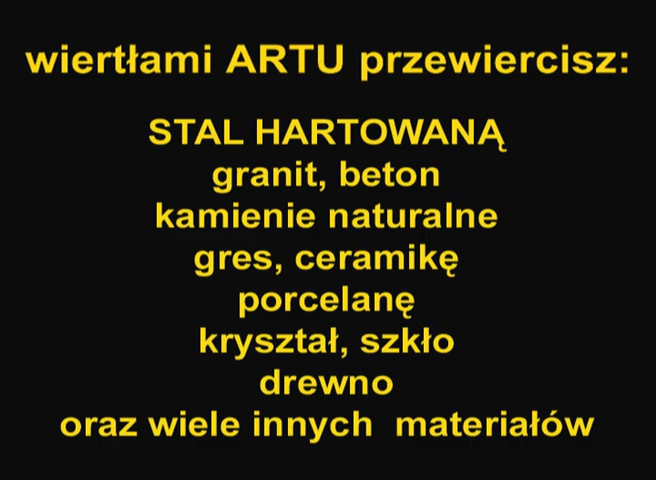 wiertłami ARTU przewiercisz:
STAL HARTOWANĄ
granit, beton
kamienie naturalne
gres, ceramikę
porcelanę
kryształ, szkło
drewno
oraz wiele innych  materiałów